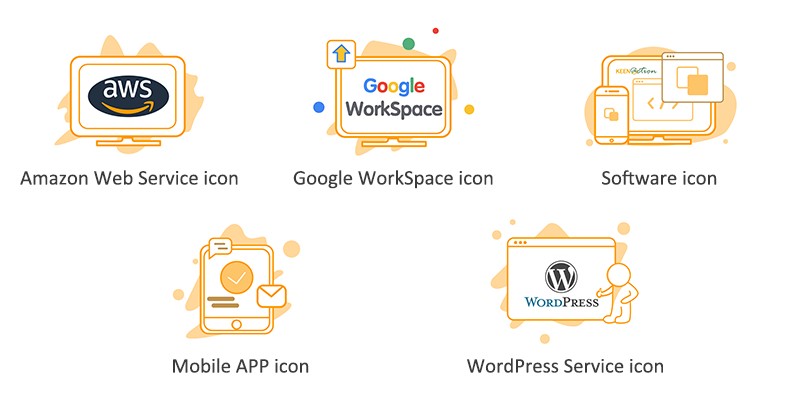 aws
Google
WorkSpace
KEENaction
</>
Amazon Web Service icon
Google WorkSpace icon
Software icon
W
WORDPRESS
Mobile APP icon
WordPress Service icon